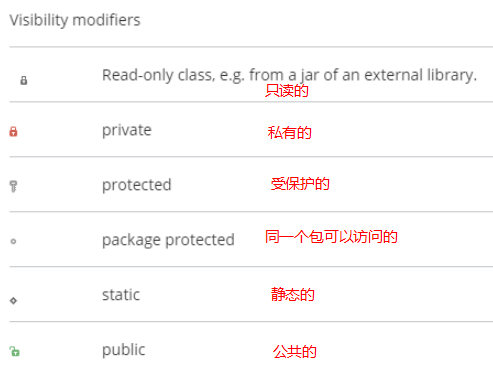 Visibility modifiers
Read-only class, e.g. from a jar of an external library.
只读的
private 私有的
protected 受保护的
package protected 同一个包可以访问的
static 静态的
public 公共的